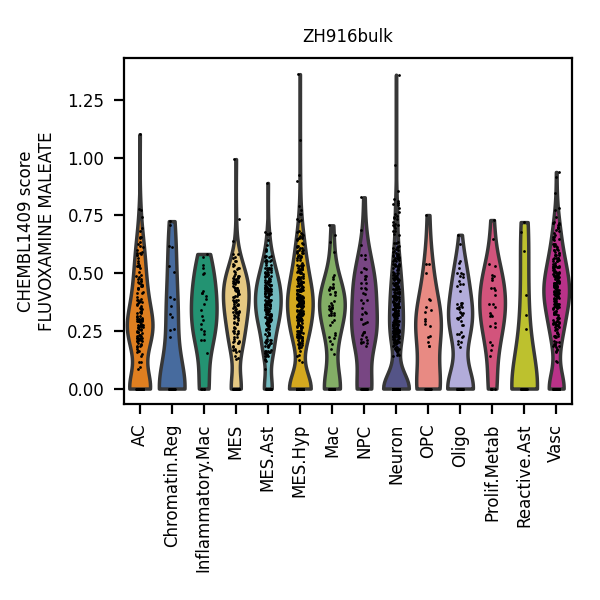 ZH916bulk
CHEMBL1409 score
FLUVOXAMINE MALEATE
1.25
1.00
0.75
0.50
0.25
0.00
AC
Chromatin.Reg
Inflammatory.Mac
MES
MES.Ast
MES.Hyp
Mac
NPC
Neuron
OPC
Oligo
Prolif.Metab
Reactive.Ast
Vasc